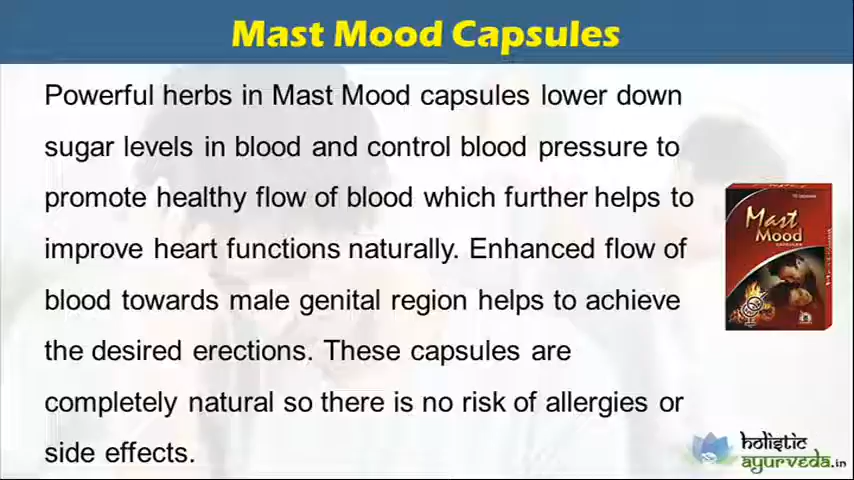 Mast Mood Capsules
Powerful herbs in Mast Mood capsules lower down
sugar levels in blood and control blood pressure to
promote healthy flow of blood which further helps to
improve heart functions naturally. Enhanced flow of
blood towards male genital region helps to achieve
the desired erections. These capsules are
completely natural so there is no risk of allergies or
side effects.
Mast
Mood
CAPSULES
holistic
ayurveda.in